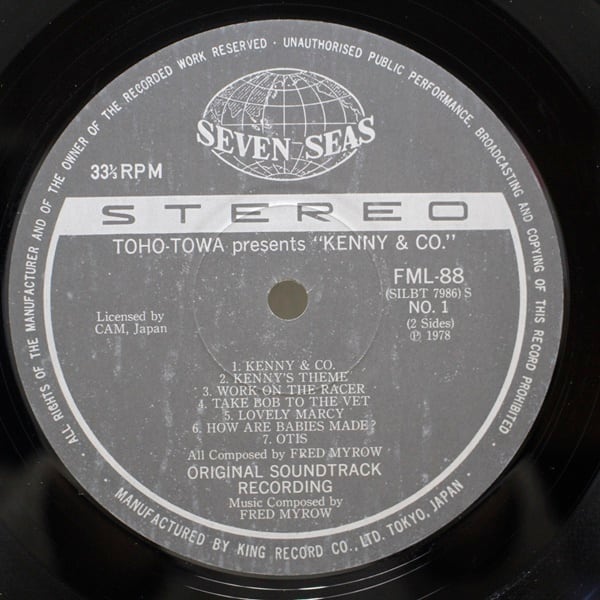 · ALL RIGHTS OF THE MANUFACTURER AND OF THE OWNER OF THE RECORDED WORK RESERVED · UNAUTHORISED PUBLIC PERFORMANCE, BROADCASTING AND COPYING OF THIS RECORD PROHIBITED ·
SEVEN SEAS
33⅓ RPM
STEREO
TOHO-TOWA presents "KENNY & CO."
FML-88
(SILBT 7986) S
NO. 1
(2 Sides)
℗ 1978
Licensed by
CAM, Japan
1. KENNY & CO.
2. KENNY'S THEME
3. WORK ON THE RACER
4. TAKE BOB TO THE VET
5. LOVELY MARCY
6. HOW ARE BABIES MADE?
7. OTIS
All Composed by FRED MYROW
ORIGINAL SOUNDTRACK
RECORDING
Music Composed by
FRED MYROW
MANUFACTURED BY KING RECORD CO., LTD. TOKYO, JAPAN ·